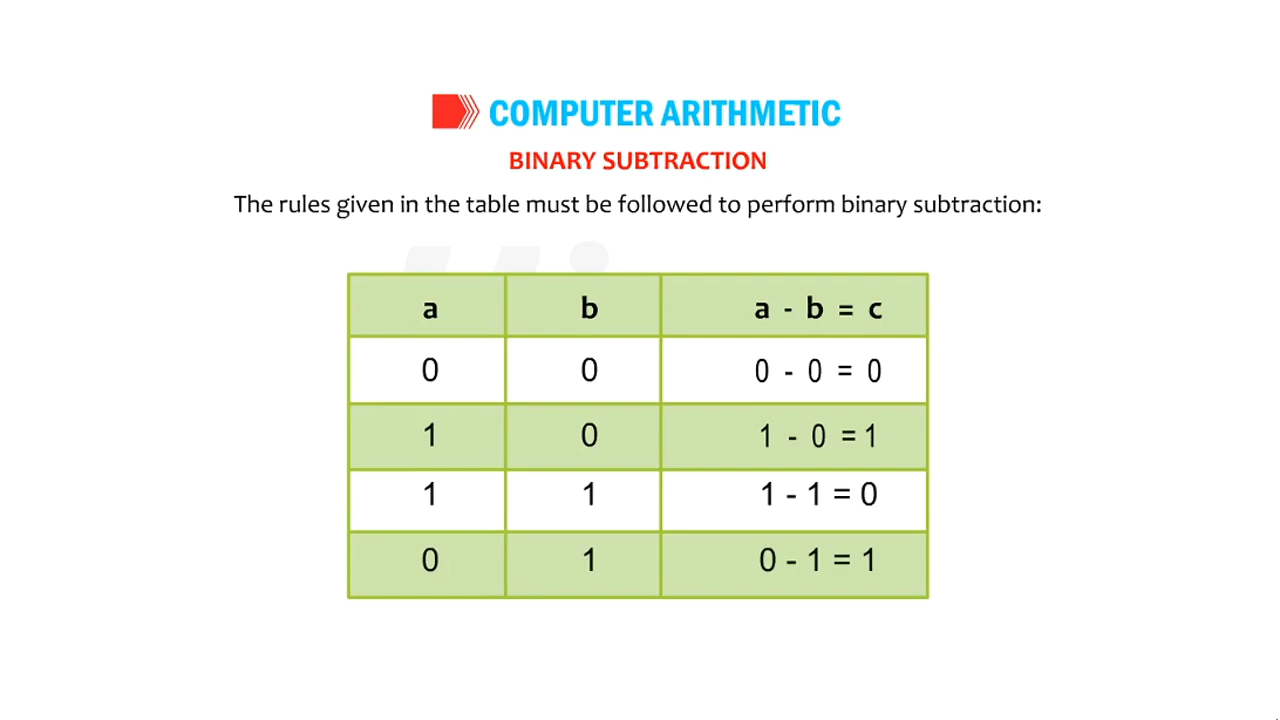 COMPUTER ARITHMETIC
BINARY SUBTRACTION
The rules given in the table must be followed to perform binary subtraction:
a b a - b = c
0 0 0 - 0 = 0
1 0 1 - 0 = 1
1 1 1 - 1 = 0
0 1 0 - 1 = 1